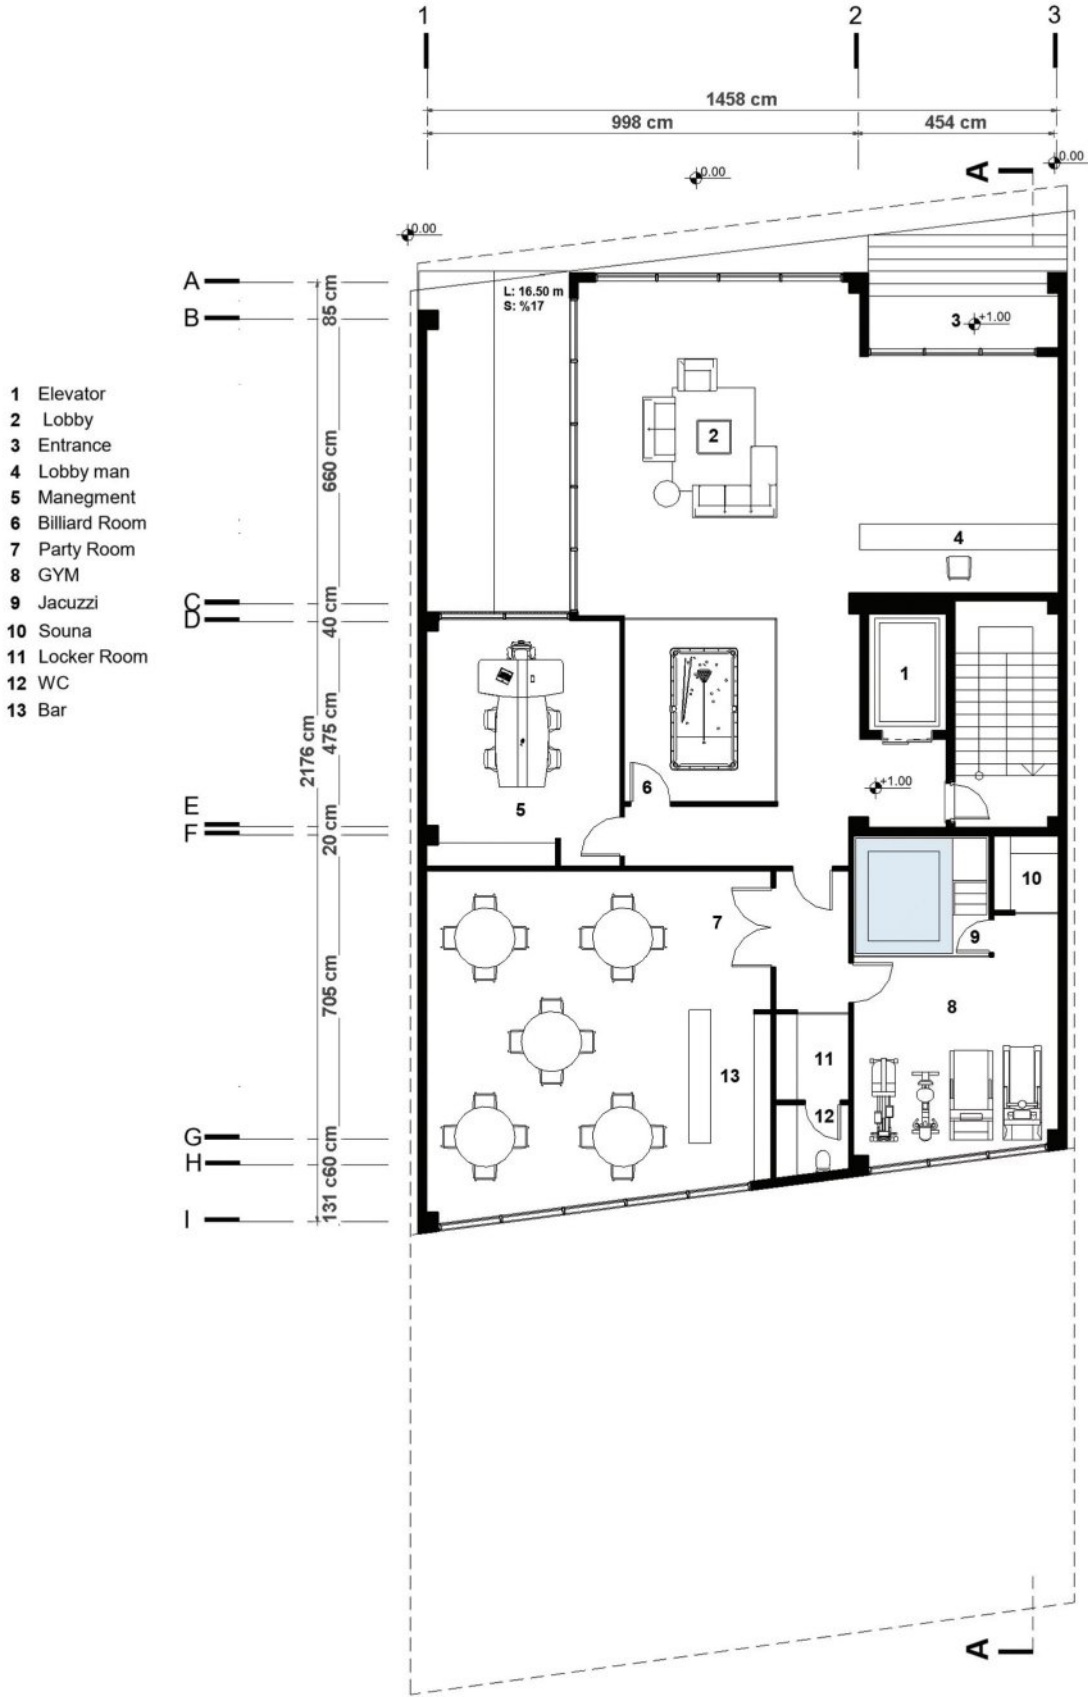 1 2 3
1458 cm
998 cm 454 cm
A
0.00
0.00
0.00
A
B
85 cm
L: 16.50 m
S: %17
3 +1.00
1 Elevator
2 Lobby
3 Entrance
4 Lobby man
5 Manegment
6 Billiard Room
7 Party Room
8 GYM
9 Jacuzzi
10 Souna
11 Locker Room
12 WC
13 Bar
660 cm
2
4
C
D
40 cm
1
475 cm
2176 cm
+1.00
6
5
E
F
20 cm
10
7
9
705 cm
8
11
13
12
G
H
60 cm
131 c
I
A